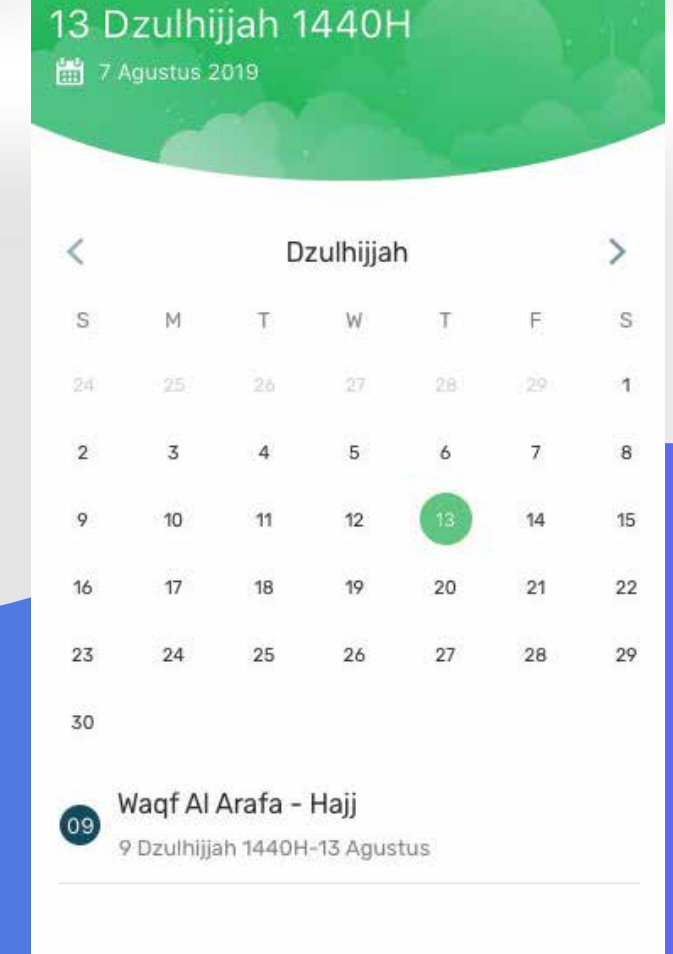 13 Dzulhijjah 1440H
7 Agustus 2019
Dzulhijjah
S M T W T F S
24 25 26 27 28 29 1
2 3 4 5 6 7 8
9 10 11 12 13 14 15
16 17 18 19 20 21 22
23 24 25 26 27 28 29
30
Waqf Al Arafa - Hajj
09
9 Dzulhijjah 1440H-13 Agustus